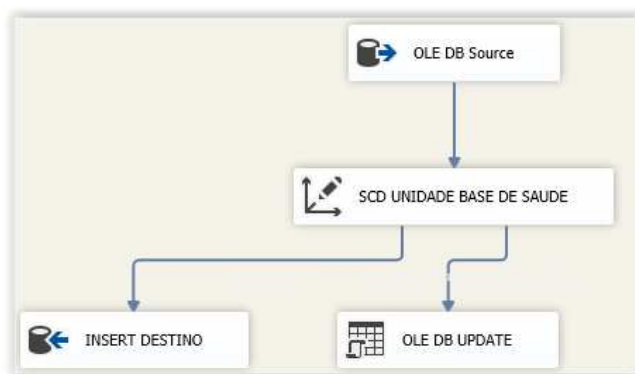 OLE DB Source
SCD UNIDADE BASE DE SAUDE
INSERT DESTINO
OLE DB UPDATE